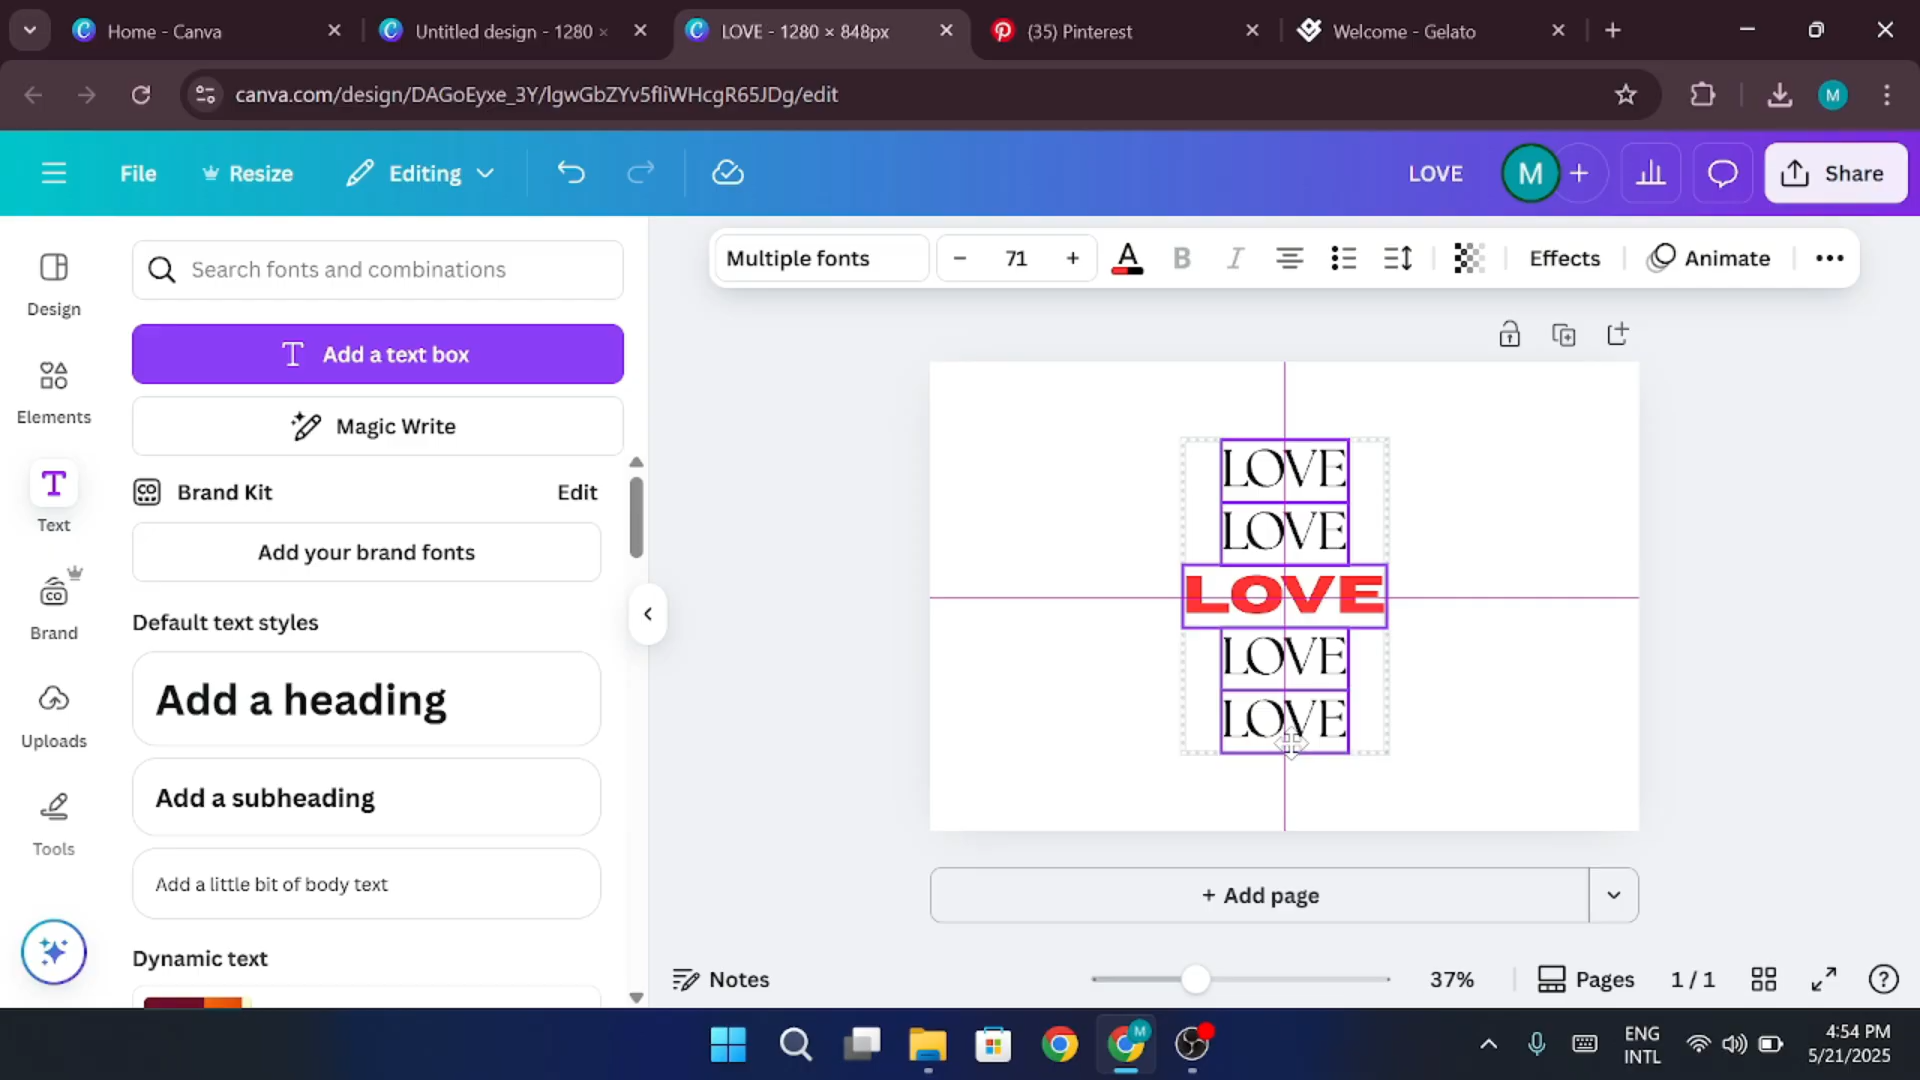 Home - Canva
Untitled design - 1280 ×
LOVE - 1280 × 848px
(35) Pinterest
Welcome - Gelato
canva.com/design/DAGoEyxe_3Y/lgwGbZYv5fIiWHcgR65JDg/edit
M
File
Resize
Editing
LOVE
M
Share
Design
Elements
Text
Brand
Uploads
Tools
Search fonts and combinations
Add a text box
Magic Write
Brand Kit
Edit
Add your brand fonts
Default text styles
Add a heading
Add a subheading
Add a little bit of body text
Dynamic text
Multiple fonts
71
Effects
Animate
LOVE
LOVE
LOVE
LOVE
LOVE
+ Add page
Notes
37%
Pages
1 / 1
M
ENG
INTL
4:54 PM
5/21/2025